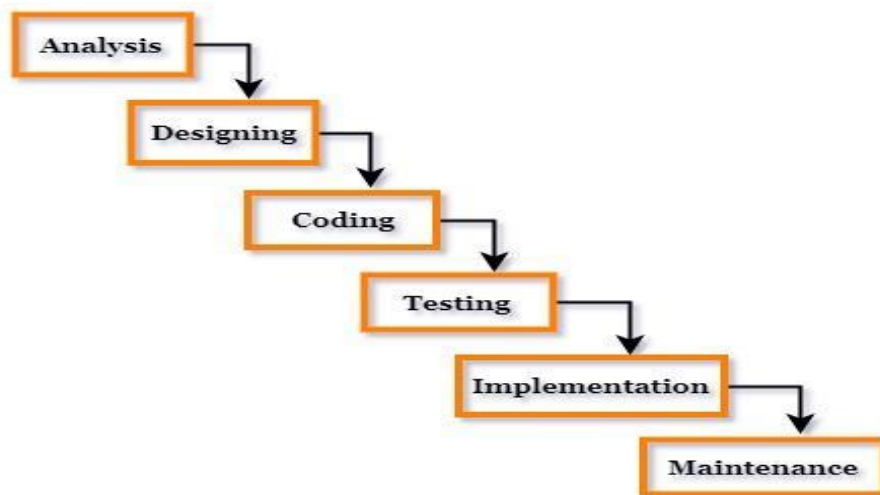 Analysis
Designing
Coding
Testing
Implementation
Maintenance